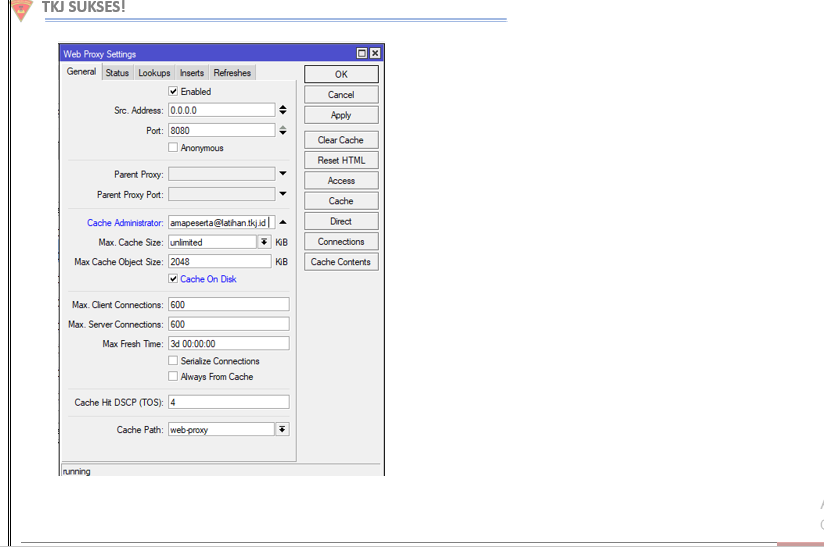 TKJ SUKSES!
Web Proxy Settings
General Status Lookups Inserts Refreshes
Enabled
Src. Address: 0.0.0.0
Port: 8080
Anonymous
Parent Proxy:
Parent Proxy Port:
Cache Administrator: amapeserta@latihan.tkj.id
Max. Cache Size: unlimited KiB
Max Cache Object Size: 2048 KiB
Cache On Disk
Max. Client Connections: 600
Max. Server Connections: 600
Max Fresh Time: 3d 00:00:00
Serialize Connections
Always From Cache
Cache Hit DSCP (TOS): 4
Cache Path: web-proxy
running
OK
Cancel
Apply
Clear Cache
Reset HTML
Access
Cache
Direct
Connections
Cache Contents